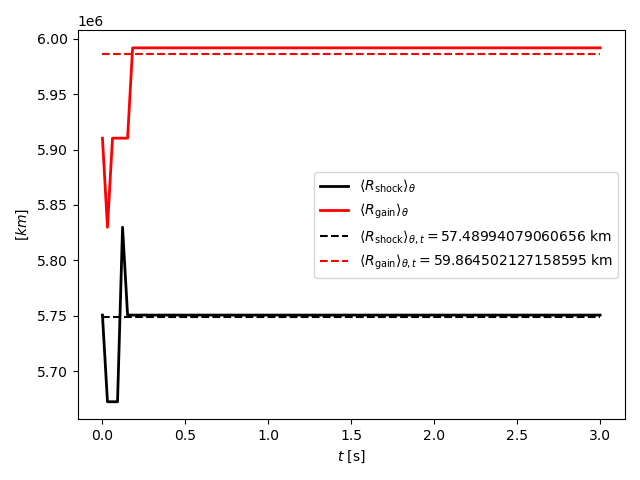 1e6
6.00
5.95
5.90
5.85
5.80
5.75
5.70
[km]
⟨R_shock⟩_θ
⟨R_gain⟩_θ
⟨R_shock⟩_θ,t = 57.48994079060656 km
⟨R_gain⟩_θ,t = 59.864502127158595 km
0.0 0.5 1.0 1.5 2.0 2.5 3.0
t [s]